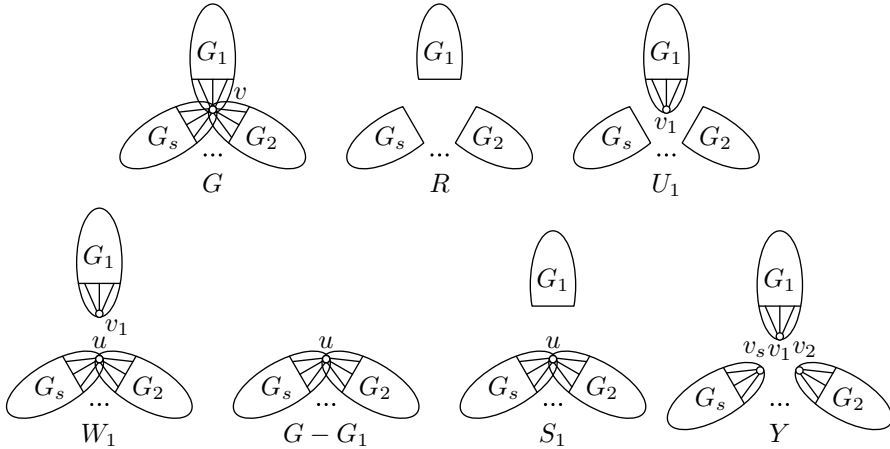 G₁ G₁ G₁
v v₁
Gₛ G₂ Gₛ G₂ Gₛ G₂
... ... ...
G R U₁
G₁ G₁ G₁
v₁
u u u vₛ v₁ v₂
Gₛ G₂ Gₛ G₂ Gₛ G₂ Gₛ G₂
... ... ... ...
W₁ G − G₁ S₁ Y